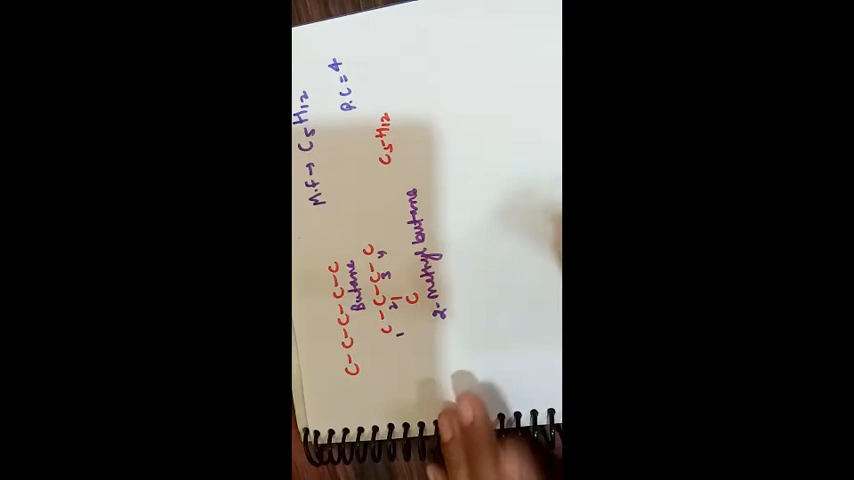 M.F → C5H12
C-C-C-C-C
P.C = 4
Butane
C-C-C-C
1 2 3 4
C
C5H12
2-methyl butane